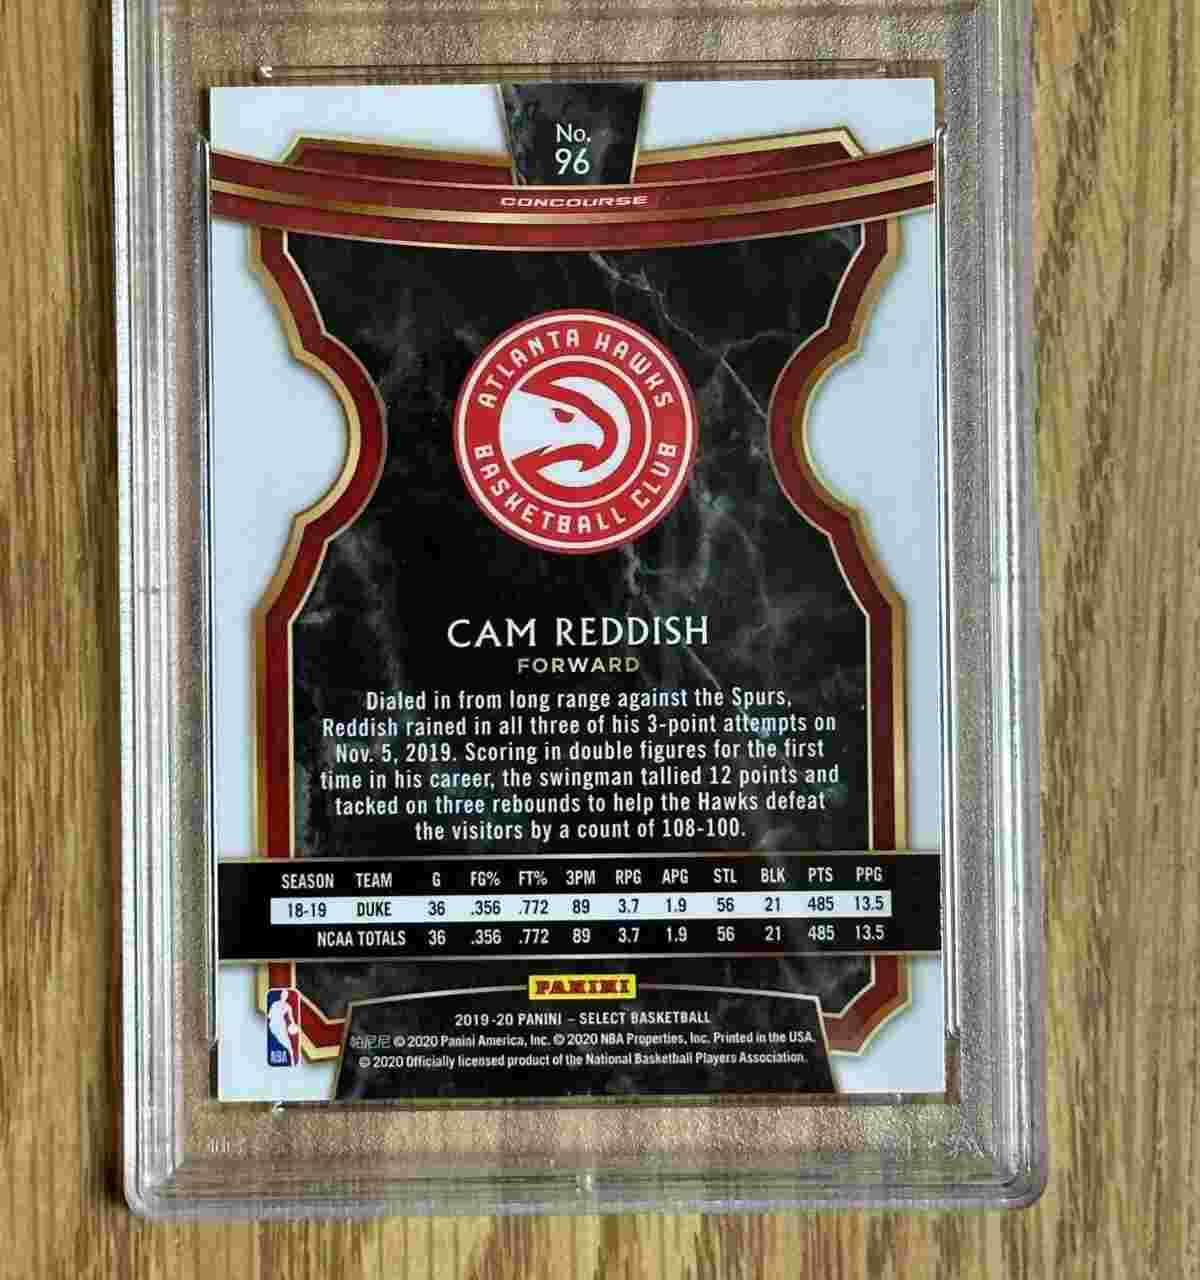 No.
96
CONCOURSE
ATLANTA HAWKS
BASKETBALL CLUB
CAM REDDISH
FORWARD
Dialed in from long range against the Spurs,
Reddish rained in all three of his 3-point attempts on
Nov. 5, 2019. Scoring in double figures for the first
time in his career, the swingman tallied 12 points and
tacked on three rebounds to help the Hawks defeat
the visitors by a count of 108-100.
SEASON TEAM G FG% FT% 3PM RPG APG STL BLK PTS PPG
18-19 DUKE 36 .356 .772 89 3.7 1.9 56 21 485 13.5
NCAA TOTALS 36 .356 .772 89 3.7 1.9 56 21 485 13.5
PANINI
2019-20 PANINI – SELECT BASKETBALL
帕尼尼 © 2020 Panini America, Inc. © 2020 NBA Properties, Inc. Printed in the USA.
© 2020 Officially licensed product of the National Basketball Players Association.
NBA